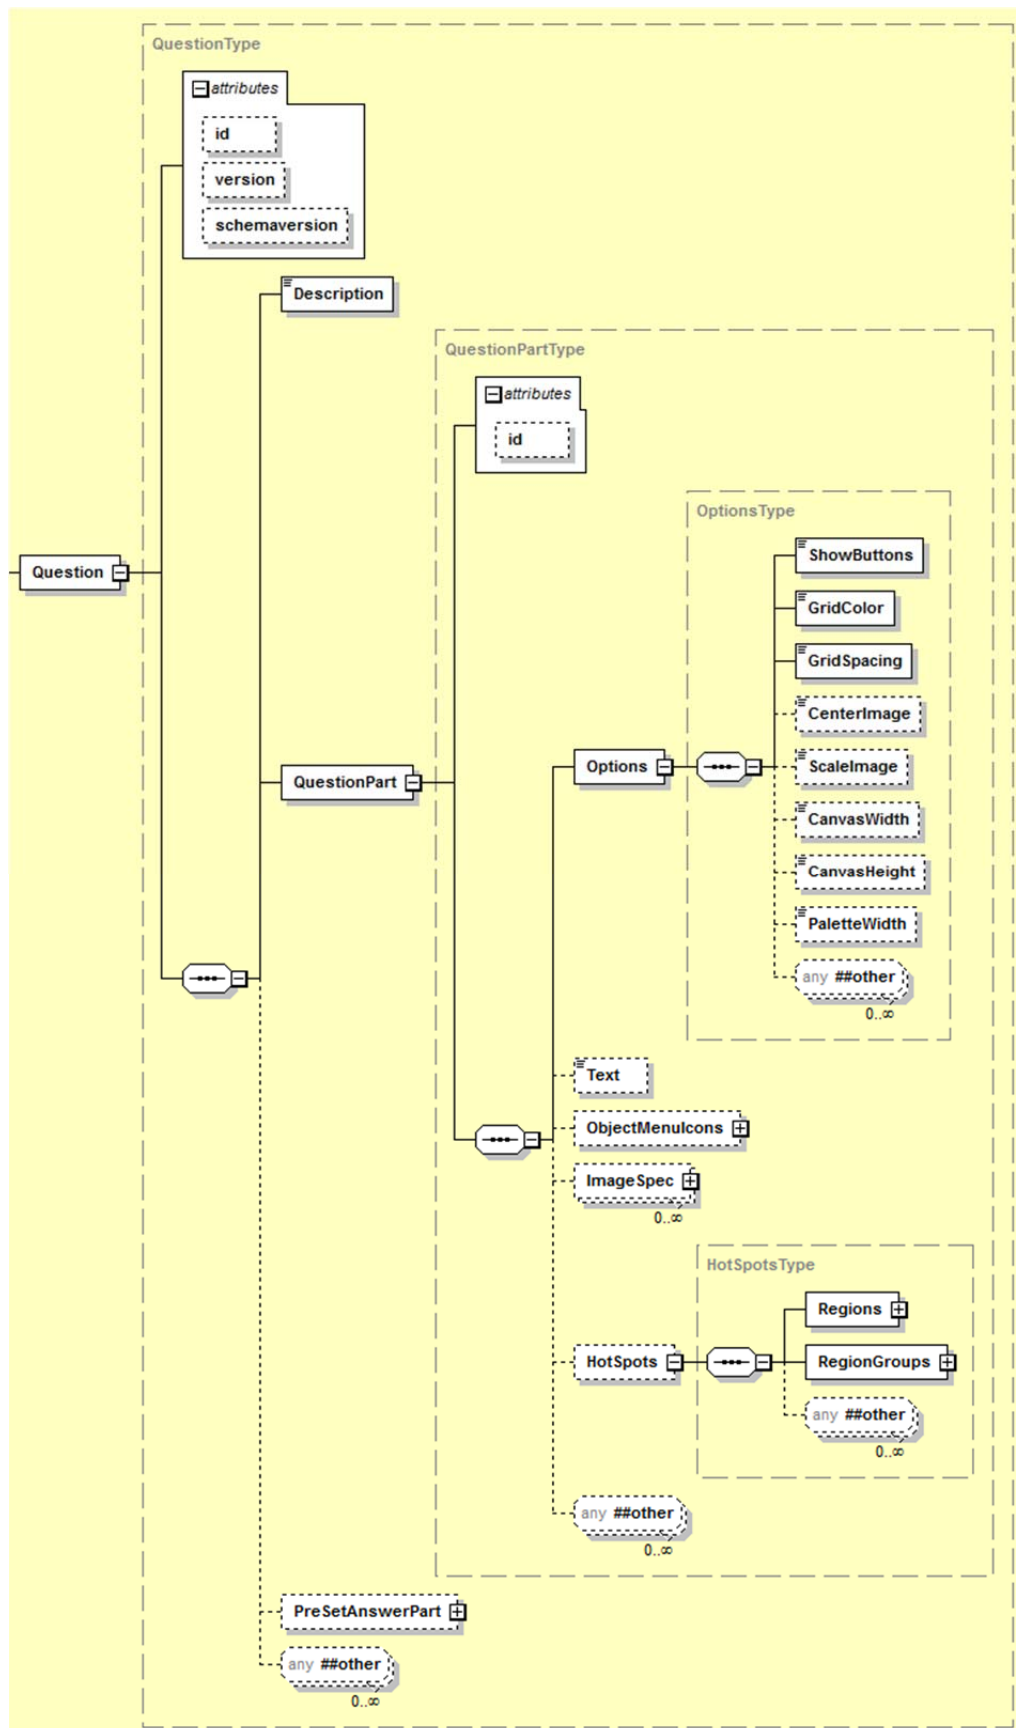 QuestionType
attributes
id
version
schemaversion
Description
QuestionPartType
attributes
id
OptionsType
ShowButtons
Question
GridColor
GridSpacing
CenterImage
Options
ScaleImage
QuestionPart
CanvasWidth
CanvasHeight
PaletteWidth
any ##other
0..∞
Text
ObjectMenuIcons
ImageSpec
0..∞
HotSpotsType
Regions
HotSpots
RegionGroups
any ##other
0..∞
any ##other
0..∞
PreSetAnswerPart
any ##other
0..∞